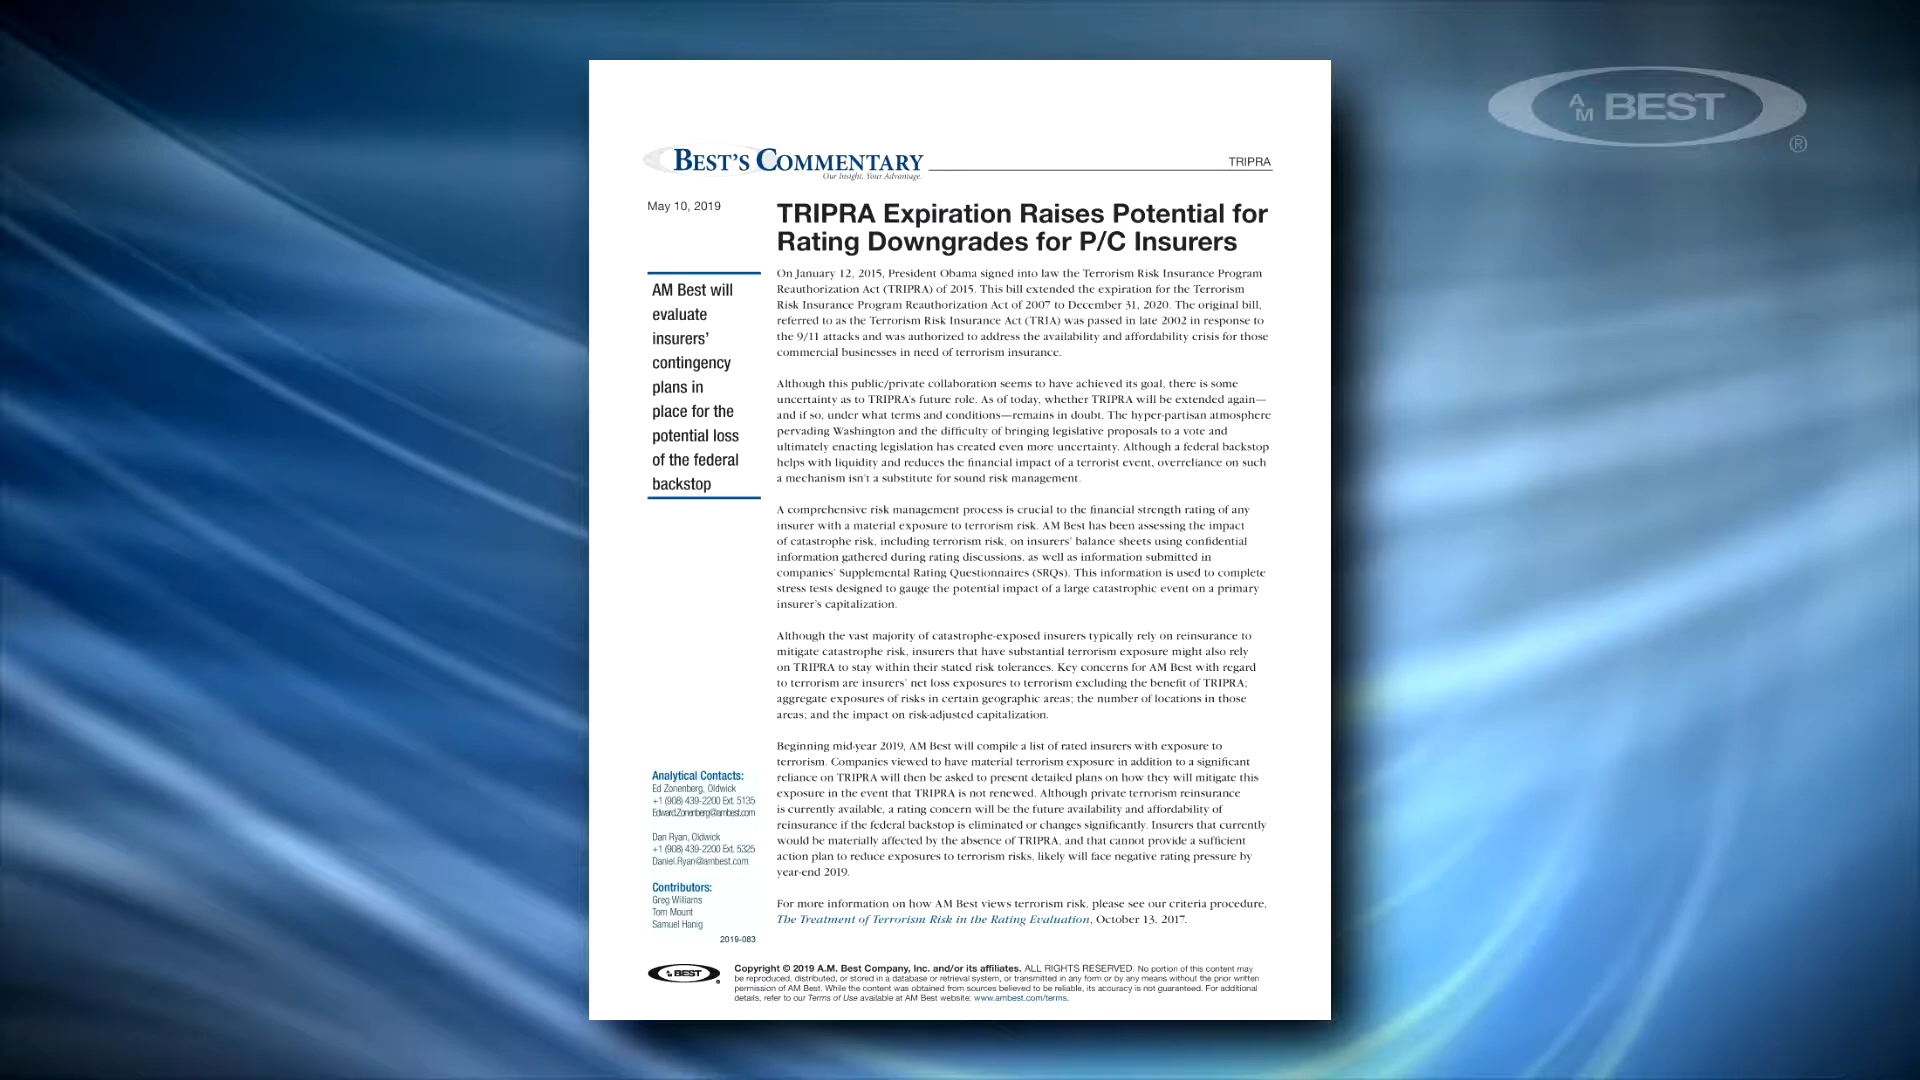 AM BEST
®
BEST'S COMMENTARY
Our Insight, Your Advantage.
TRIPRA
May 10, 2019
TRIPRA Expiration Raises Potential for
Rating Downgrades for P/C Insurers
AM Best will
evaluate
insurers'
contingency
plans in
place for the
potential loss
of the federal
backstop
On January 12, 2015, President Obama signed into law the Terrorism Risk Insurance Program
Reauthorization Act (TRIPRA) of 2015. This bill extended the expiration for the Terrorism
Risk Insurance Program Reauthorization Act of 2007 to December 31, 2020. The original bill,
referred to as the Terrorism Risk Insurance Act (TRIA) was passed in late 2002 in response to
the 9/11 attacks and was authorized to address the availability and affordability crisis for those
commercial businesses in need of terrorism insurance.
Although this public/private collaboration seems to have achieved its goal, there is some
uncertainty as to TRIPRA's future role. As of today, whether TRIPRA will be extended again—
and if so, under what terms and conditions—remains in doubt. The hyper-partisan atmosphere
pervading Washington and the difficulty of bringing legislative proposals to a vote and
ultimately enacting legislation has created even more uncertainty. Although a federal backstop
helps with liquidity and reduces the financial impact of a terrorist event, overreliance on such
a mechanism isn't a substitute for sound risk management.
A comprehensive risk management process is crucial to the financial strength rating of any
insurer with a material exposure to terrorism risk. AM Best has been assessing the impact
of catastrophe risk, including terrorism risk, on insurers' balance sheets using confidential
information gathered during rating discussions, as well as information submitted in
companies' Supplemental Rating Questionnaires (SRQs). This information is used to complete
stress tests designed to gauge the potential impact of a large catastrophic event on a primary
insurer's capitalization.
Although the vast majority of catastrophe-exposed insurers typically rely on reinsurance to
mitigate catastrophe risk, insurers that have substantial terrorism exposure might also rely
on TRIPRA to stay within their stated risk tolerances. Key concerns for AM Best with regard
to terrorism are insurers' net loss exposures to terrorism excluding the benefit of TRIPRA;
aggregate exposures of risks in certain geographic areas; the number of locations in those
areas; and the impact on risk-adjusted capitalization.
Beginning mid-year 2019, AM Best will compile a list of rated insurers with exposure to
terrorism. Companies viewed to have material terrorism exposure in addition to a significant
reliance on TRIPRA will then be asked to present detailed plans on how they will mitigate this
exposure in the event that TRIPRA is not renewed. Although private terrorism reinsurance
is currently available, a rating concern will be the future availability and affordability of
reinsurance if the federal backstop is eliminated or changes significantly. Insurers that currently
would be materially affected by the absence of TRIPRA, and that cannot provide a sufficient
action plan to reduce exposures to terrorism risks, likely will face negative rating pressure by
year-end 2019.
For more information on how AM Best views terrorism risk, please see our criteria procedure,
The Treatment of Terrorism Risk in the Rating Evaluation, October 13, 2017.
Analytical Contacts:
Ed Zonenberg, Oldwick
+1 (908) 439-2200 Ext. 5135
Edward.Zonenberg@ambest.com
Dan Ryan, Oldwick
+1 (908) 439-2200 Ext. 5325
Daniel.Ryan@ambest.com
Contributors:
Greg Williams
Tom Mount
Samuel Hanig
2019-083
AM BEST
Copyright © 2019 A.M. Best Company, Inc. and/or its affiliates. ALL RIGHTS RESERVED. No portion of this content may
be reproduced, distributed, or stored in a database or retrieval system, or transmitted in any form or by any means without the prior written
permission of AM Best. While the content was obtained from sources believed to be reliable, its accuracy is not guaranteed. For additional
details, refer to our Terms of Use available at AM Best website: www.ambest.com/terms.